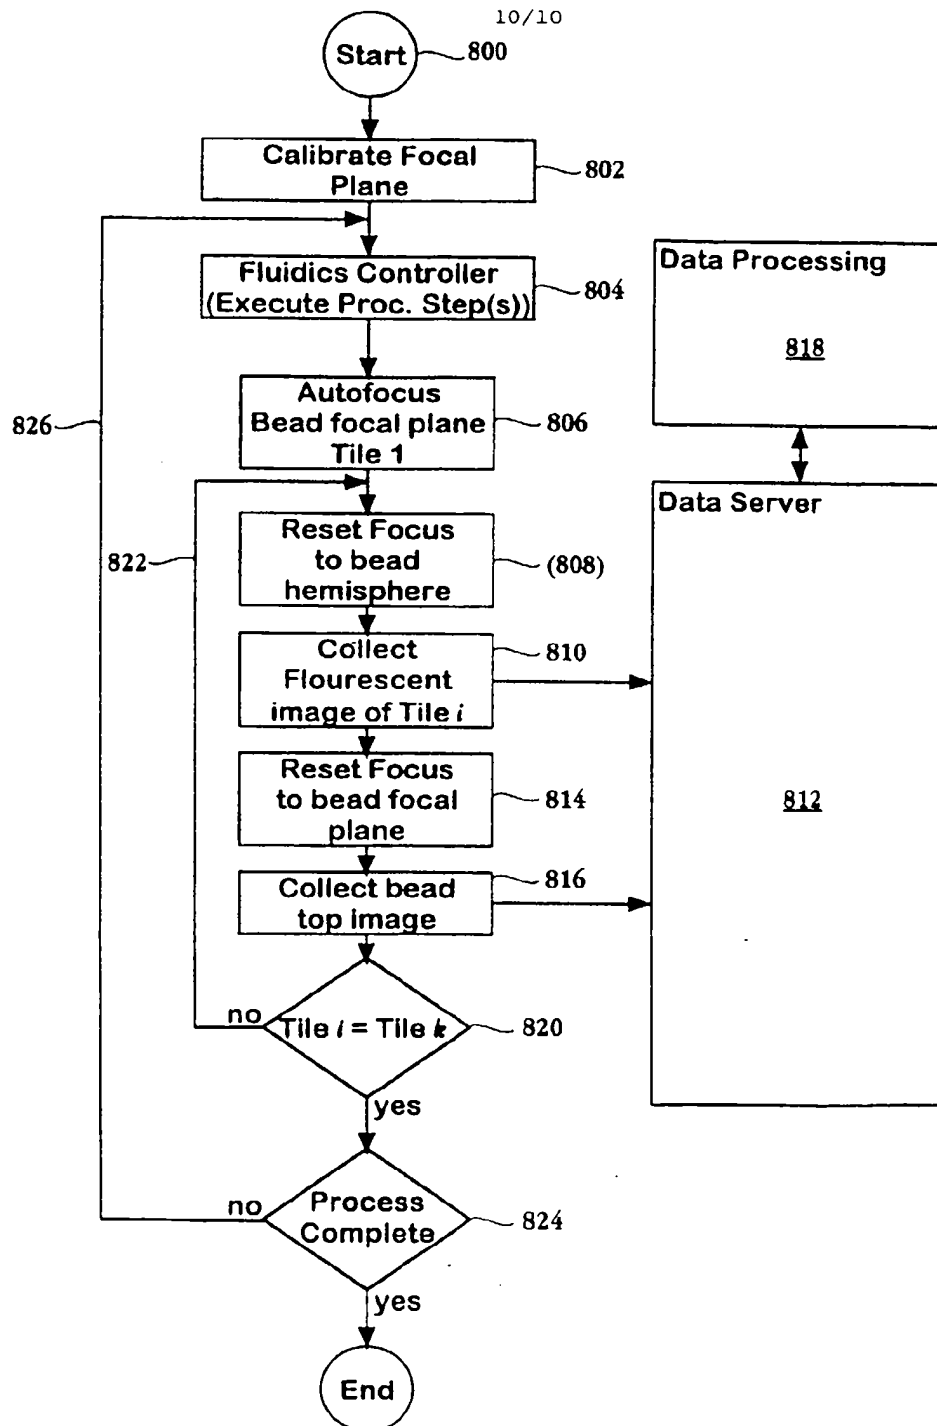 10/10
Start
800
Calibrate Focal
Plane
802
Fluidics Controller
(Execute Proc. Step(s))
804
Data Processing
818
Autofocus
Bead focal plane
Tile 1
806
826
Data Server
812
Reset Focus
to bead
hemisphere
(808)
822
Collect
Flourescent
image of Tile i
810
Reset Focus
to bead focal
plane
814
Collect bead
top image
816
no
Tile i = Tile k
820
yes
no
Process
Complete
824
yes
End